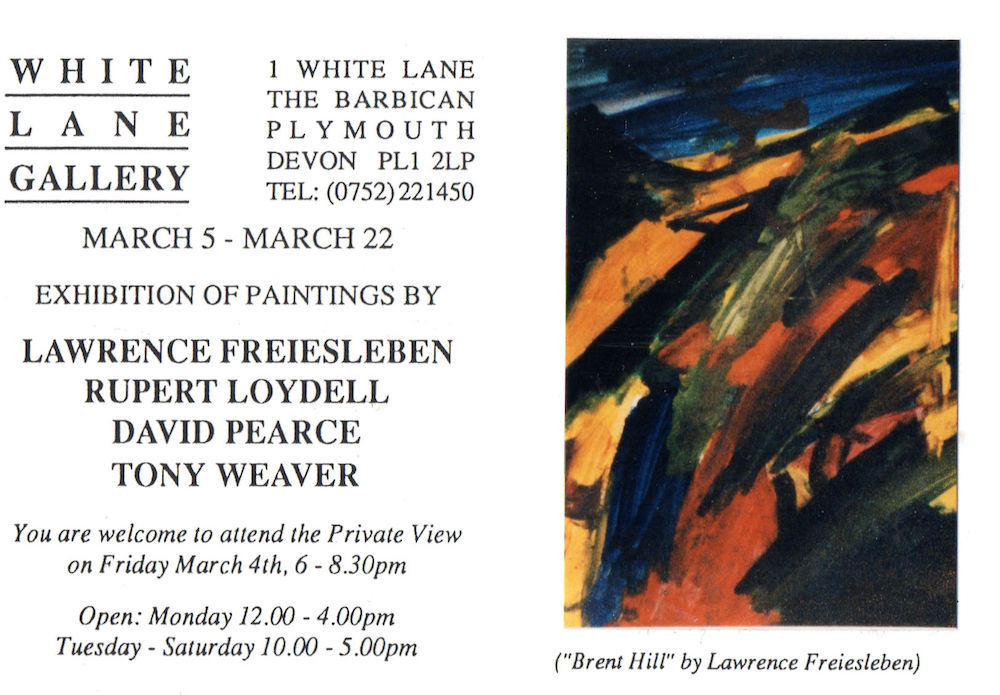 WHITE
LANE
GALLERY
1 WHITE LANE
THE BARBICAN
PLYMOUTH
DEVON PL1 2LP
TEL: (0752) 221450
MARCH 5 - MARCH 22
EXHIBITION OF PAINTINGS BY
LAWRENCE FREIESLEBEN
RUPERT LOYDELL
DAVID PEARCE
TONY WEAVER
You are welcome to attend the Private View
on Friday March 4th, 6 - 8.30pm
Open: Monday 12.00 - 4.00pm
Tuesday - Saturday 10.00 - 5.00pm
("Brent Hill" by Lawrence Freiesleben)